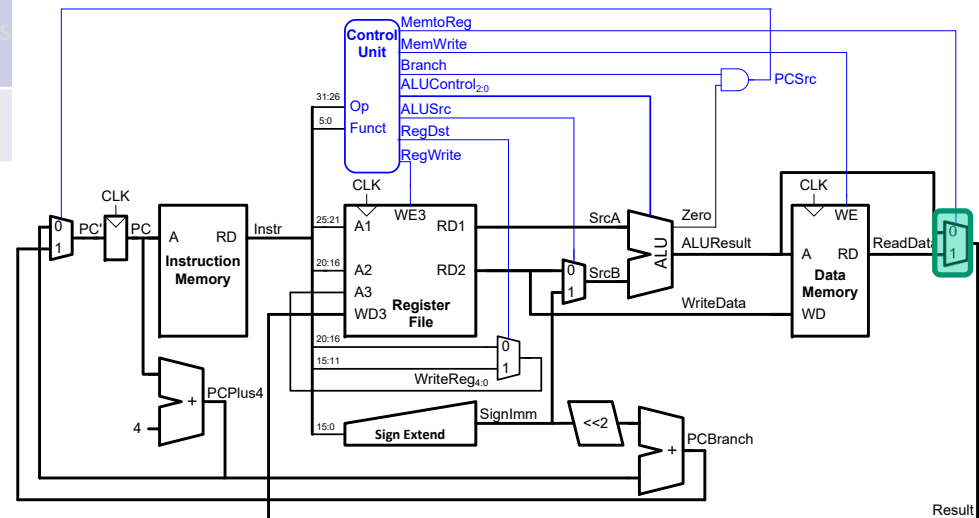 S
MemtoReg
Control
Unit
MemWrite
Branch
PCSrc
ALUControl2:0
31:26
Op
ALUSrc
5:0
Funct
RegDst
RegWrite
CLK
CLK
CLK
0
1
PC'
PC
A
RD
Instruction
Memory
Instr
25:21
A1
WE3
RD1
SrcA
Zero
WE
20:16
A2
RD2
0
1
SrcB
ALU
ALUResult
A
RD
ReadData
0
1
A3
Data
Memory
WD3
Register
File
WriteData
WD
20:16
0
15:11
1
WriteReg4:0
PCPlus4
+
4
15:0
Sign Extend
SignImm
<<2
+
PCBranch
Result